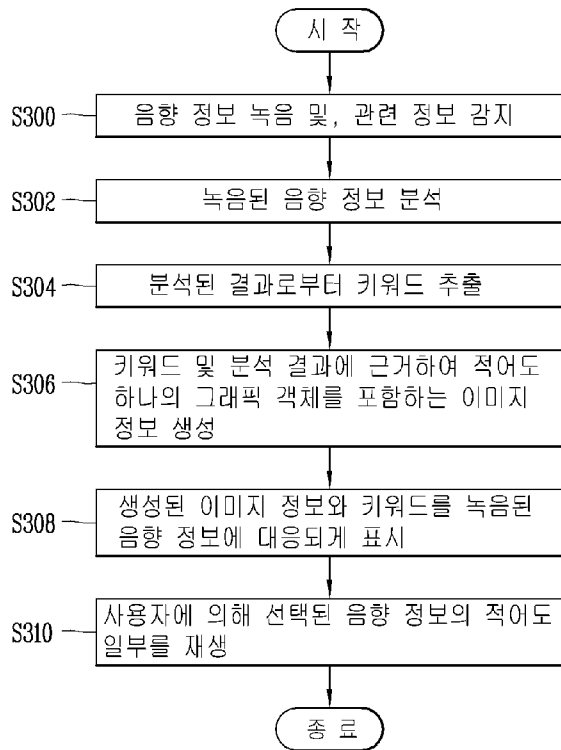 시 작
S300
음향 정보 녹음 및, 관련 정보 감지
S302
녹음된 음향 정보 분석
S304
분석된 결과로부터 키워드 추출
S306
키워드 및 분석 결과에 근거하여 적어도
하나의 그래픽 객체를 포함하는 이미지
정보 생성
S308
생성된 이미지 정보와 키워드를 녹음된
음향 정보에 대응되게 표시
S310
사용자에 의해 선택된 음향 정보의 적어도
일부를 재생
종 료